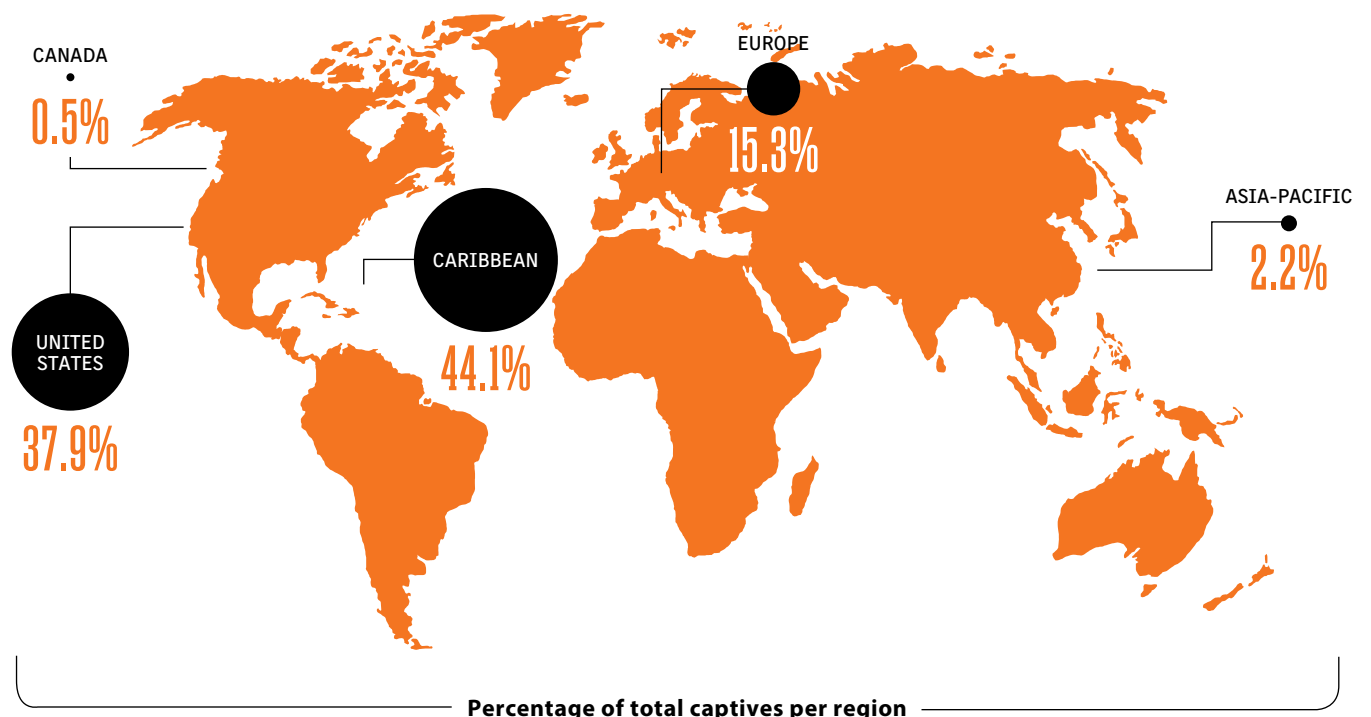 CANADA
0.5%
EUROPE
15.3%
ASIA-PACIFIC
2.2%
CARIBBEAN
44.1%
UNITED
STATES
37.9%
Percentage of total captives per region